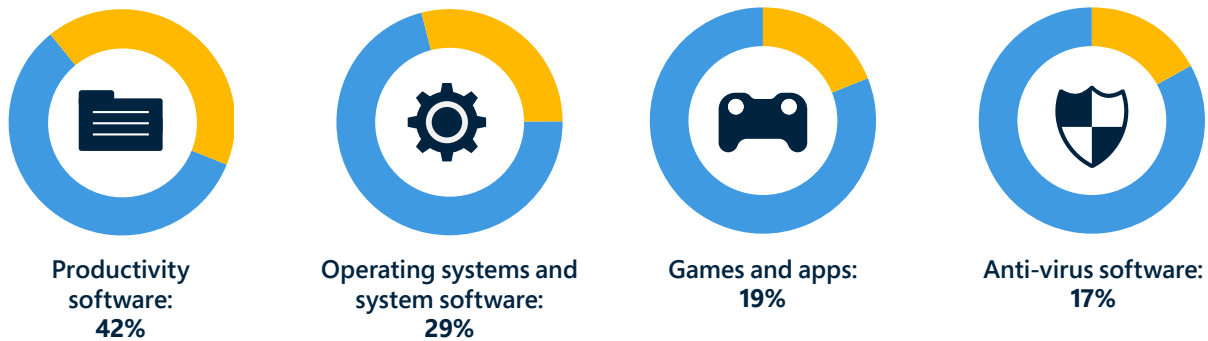 Productivity
software:
42%
Operating systems and
system software:
29%
Games and apps:
19%
Anti-virus software:
17%